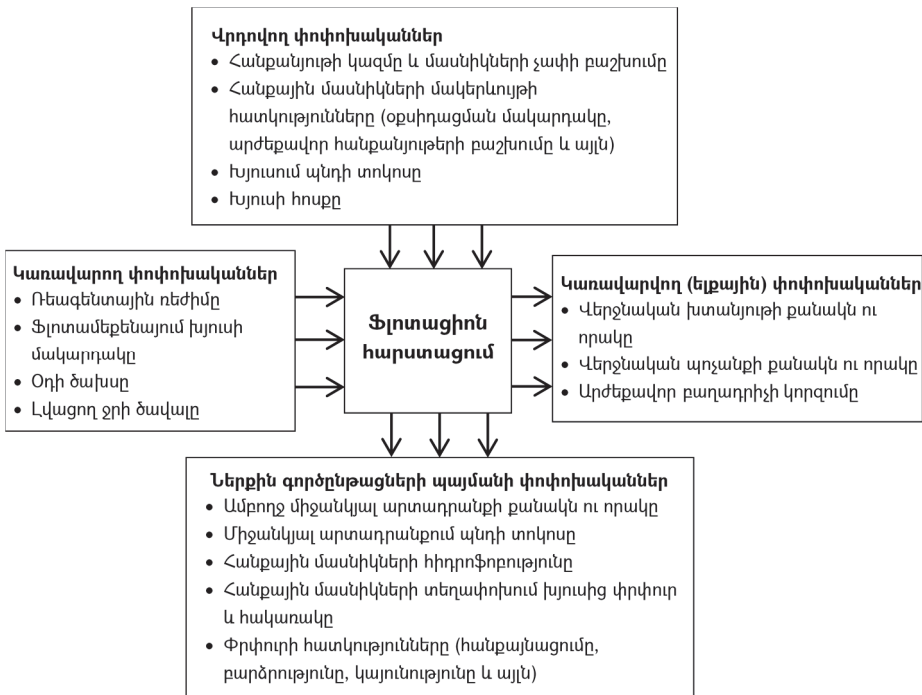 Վրդովող փոփոխականներ
• Հանքանյութի կազմը և մասնիկների չափի բաշխումը
• Հանքային մասնիկների մակերևույթի
հատկությունները (օքսիդացման մակարդակը,
արժեքավոր հանքանյութերի բաշխումը և այլն)
• Խյուսում պնդի տոկոսը
• Խյուսի հոսքը
Կառավարող փոփոխականներ
• Ռեագենտային ռեժիմը
• Ֆլոտամեքենայում խյուսի
մակարդակը
• Օդի ծախսը
• Լվացող ջրի ծավալը
Ֆլոտացիոն
հարստացում
Կառավարվող (ելքային) փոփոխականներ
• Վերջնական խտանյութի քանակն ու
որակը
• Վերջնական պոչանքի քանակն ու որակը
• Արժեքավոր բաղադրիչի կորզումը
Ներքին գործընթացների պայմանի փոփոխականներ
• Ամբողջ միջանկյալ արտադրանքի քանակն ու որակը
• Միջանկյալ արտադրանքում պնդի տոկոսը
• Հանքային մասնիկների հիդրոֆոբությունը
• Հանքային մասնիկների տեղափոխում խյուսից փրփուր
և հակառակը
• Փրփուրի հատկությունները (հանքայնացումը,
բարձրությունը, կայունությունը և այլն)